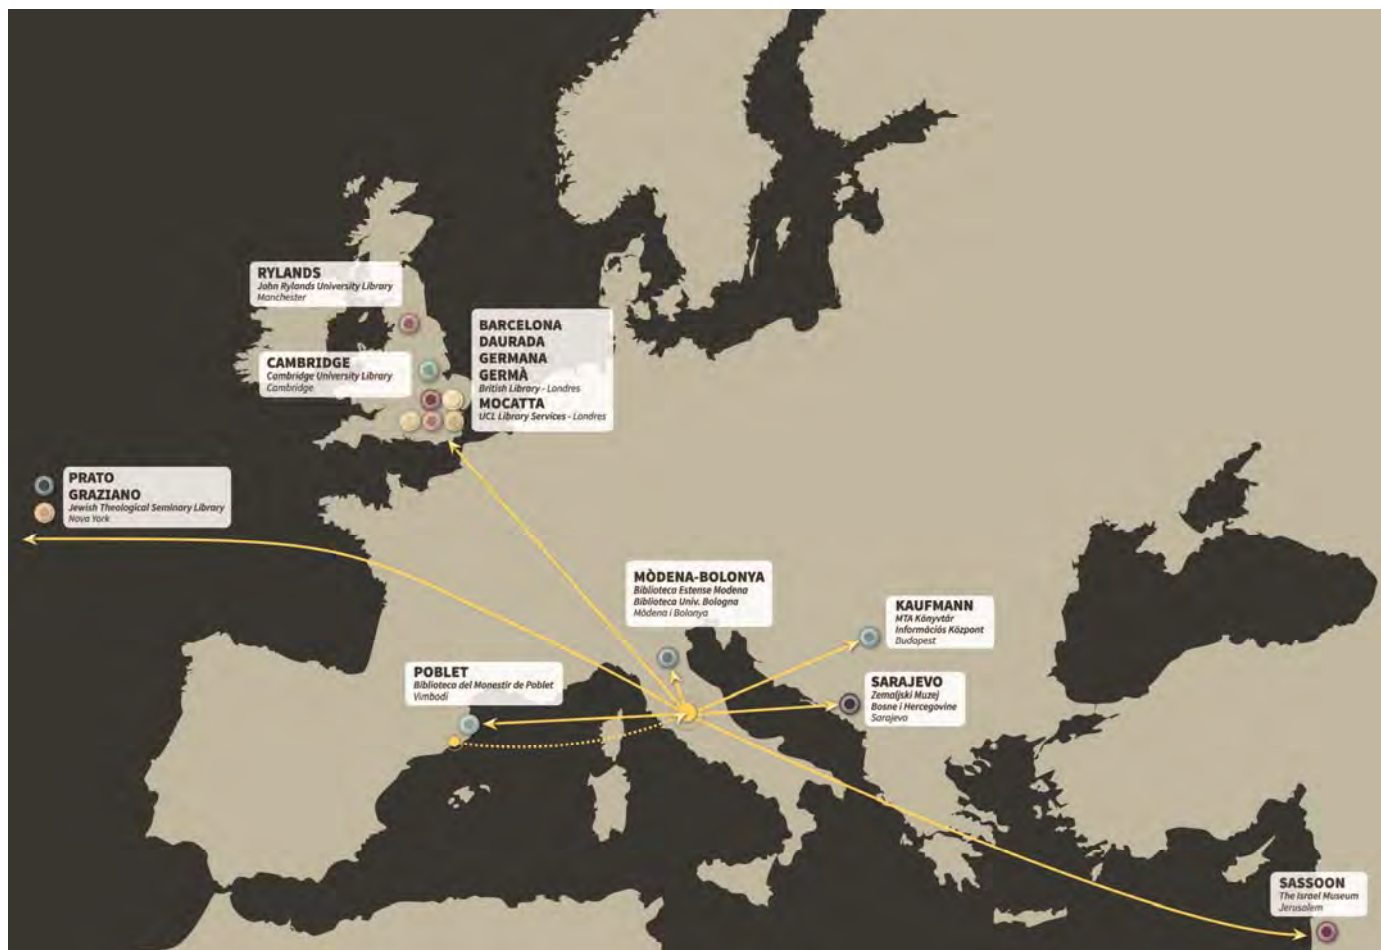 RYLANDS
John Rylands University Library
Manchester
BARCELONA
DAURADA
GERMANA
GERMÀ
British Library - Londres
MOCATTA
UCL Library Services - Londres
CAMBRIDGE
Cambridge University Library
Cambridge
PRATO
GRAZIANO
Jewish Theological Seminary Library
Nova York
MÒDENA-BOLONYA
Biblioteca Estense Modena
Biblioteca Univ. Bologna
Mòdena i Bolonya
KAUFMANN
MTA Könyvtár
Információs Központ
Budapest
POBLET
Biblioteca del Monestir de Poblet
Vimbodí
SARAJEVO
Zemaljski Muzej
Bosne i Hercegovine
Sarajevo
SASSOON
The Israel Museum
Jerusalem